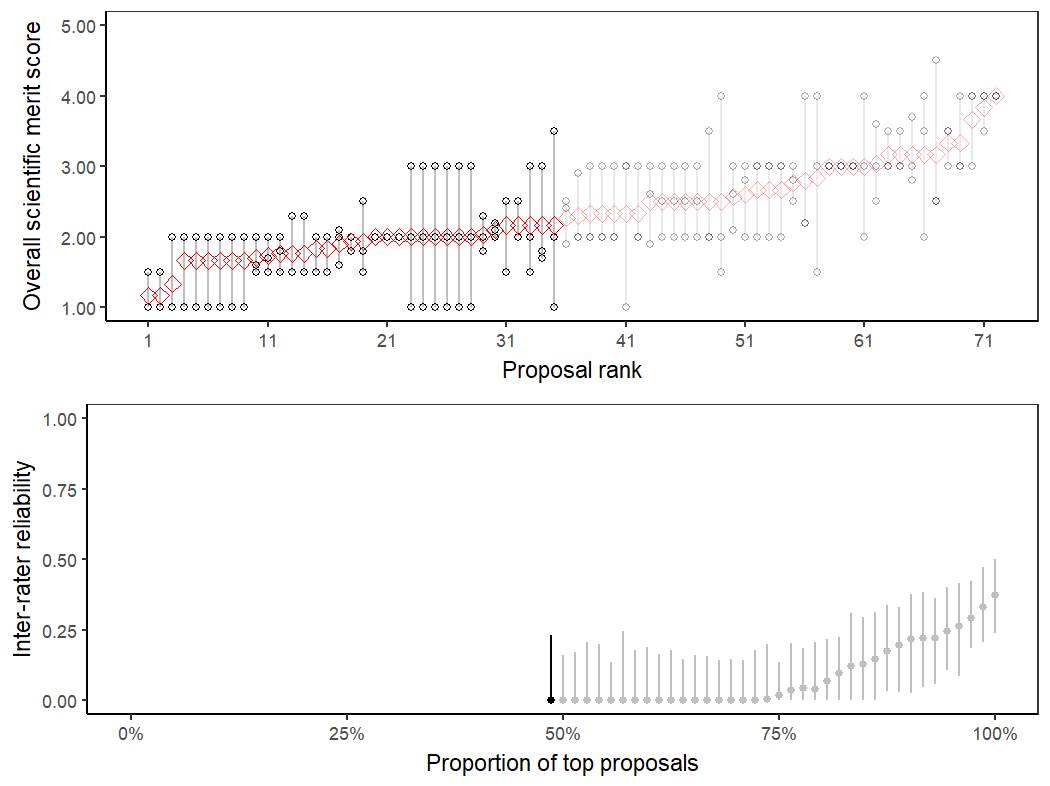 Overall scientific merit score
5.00
4.00
3.00
2.00
1.00
1 11 21 31 41 51 61 71
Proposal rank
Inter-rater reliability
1.00
0.75
0.50
0.25
0.00
0% 25% 50% 75% 100%
Proportion of top proposals